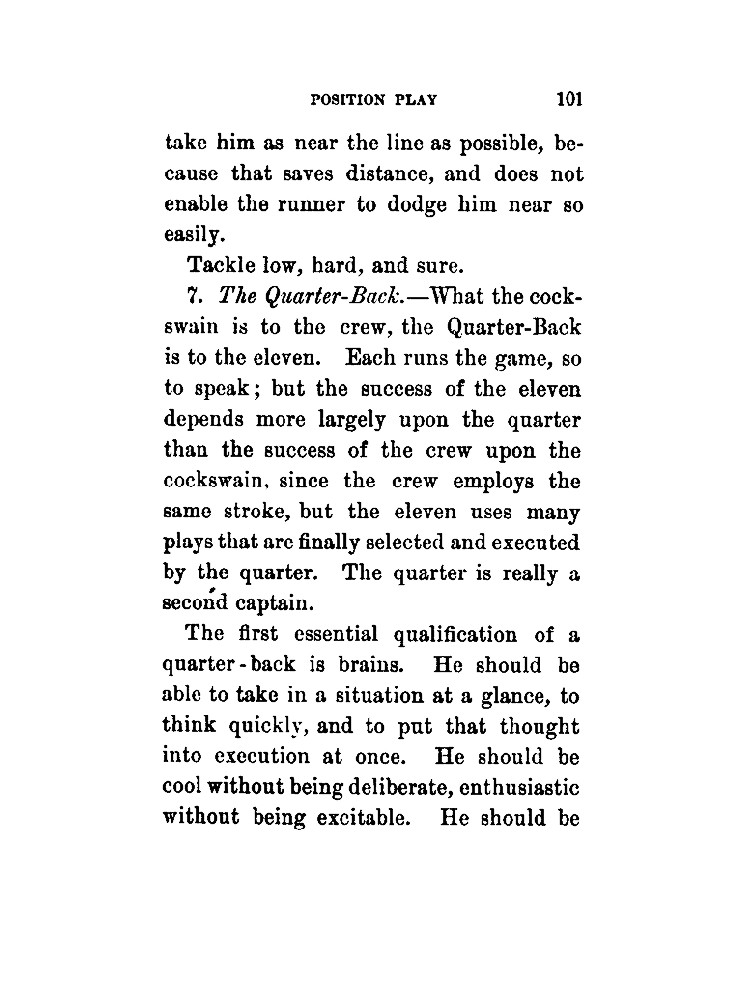 POSITION PLAY 101
take him as near the line as possible, be-
cause that saves distance, and does not
enable the runner to dodge him near so
easily.
Tackle low, hard, and sure.
7. The Quarter-Back.—What the cock-
swain is to the crew, the Quarter-Back
is to the eleven. Each runs the game, so
to speak; but the success of the eleven
depends more largely upon the quarter
than the success of the crew upon the
cockswain, since the crew employs the
same stroke, but the eleven uses many
plays that are finally selected and executed
by the quarter. The quarter is really a
second captain.
The first essential qualification of a
quarter-back is brains. He should be
able to take in a situation at a glance, to
think quickly, and to put that thought
into execution at once. He should be
cool without being deliberate, enthusiastic
without being excitable. He should be